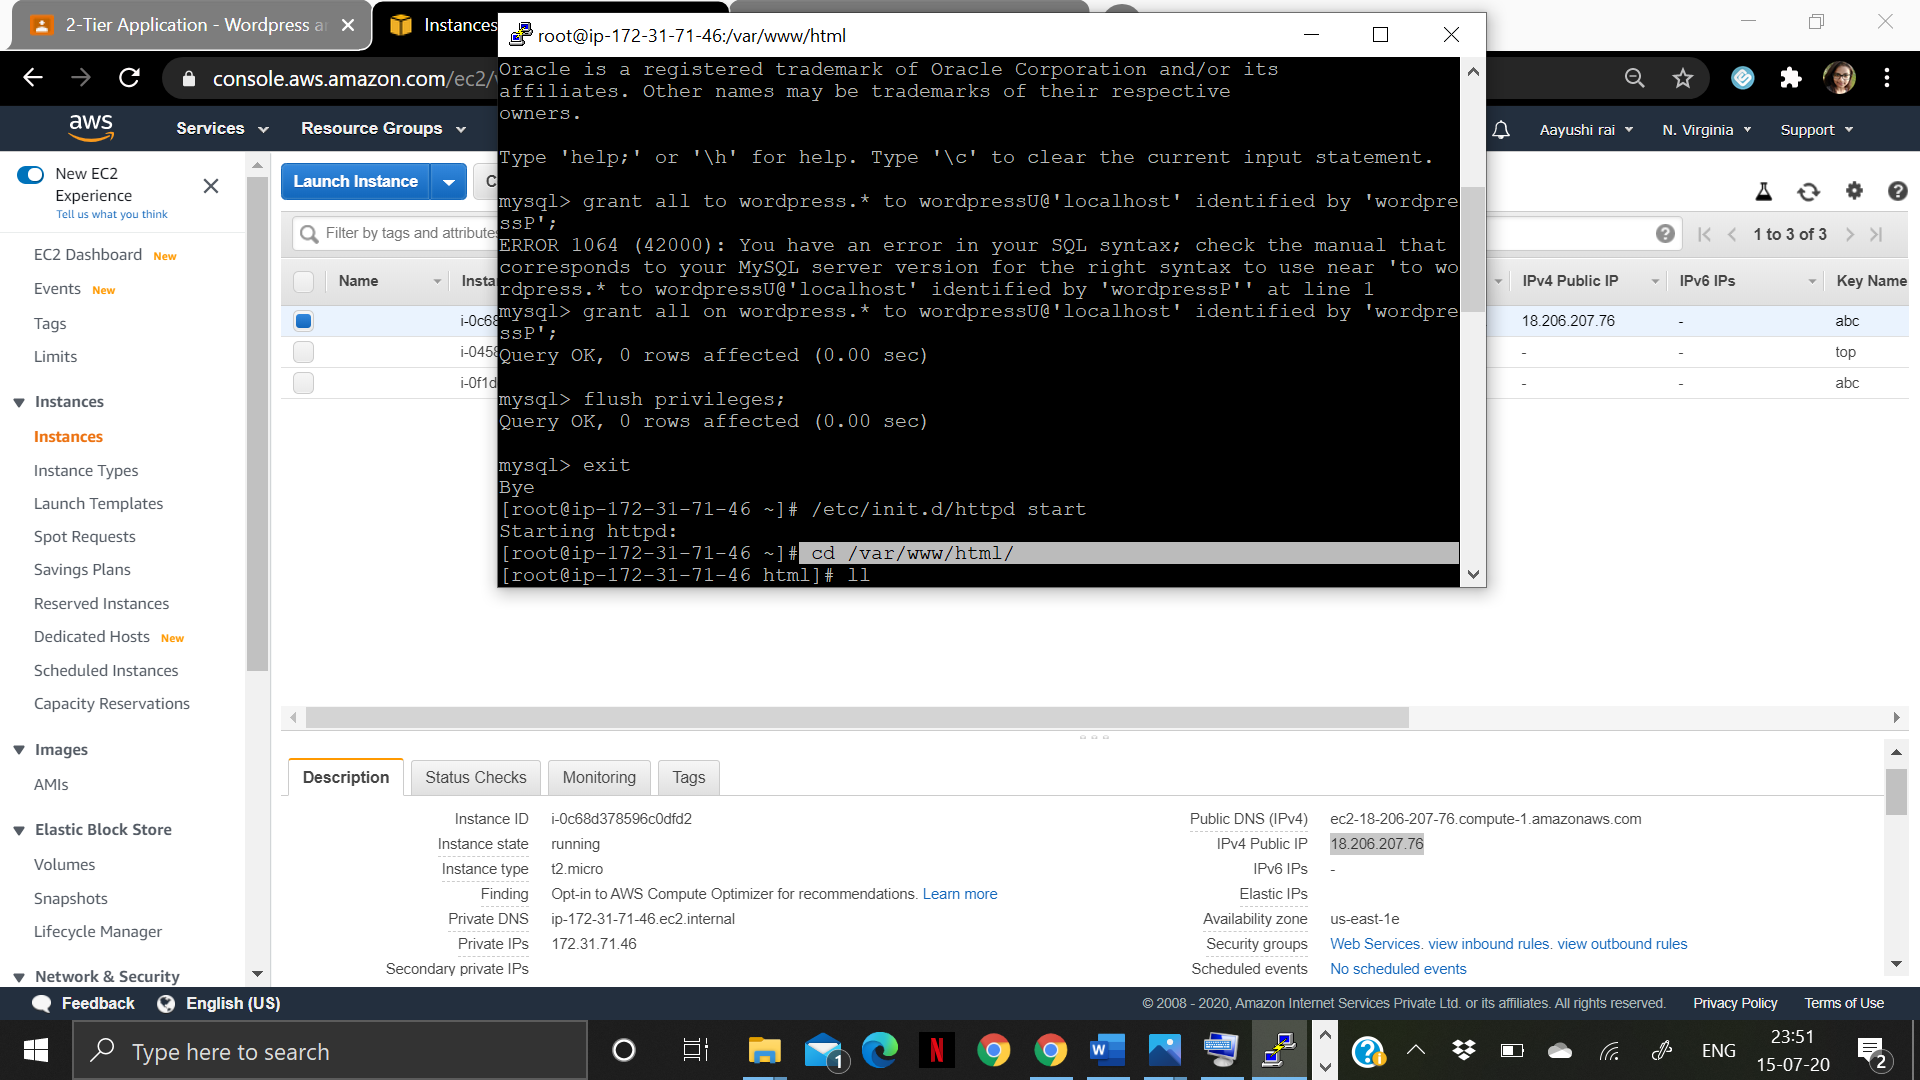 2-Tier Application - Wordpress a
Instances
root@ip-172-31-71-46:/var/www/html
console.aws.amazon.com/ec2/
aws
Services
Resource Groups
Aayushi rai
N. Virginia
Support
New EC2
Experience
Tell us what you think
EC2 Dashboard New
Events New
Tags
Limits
Instances
Instances
Instance Types
Launch Templates
Spot Requests
Savings Plans
Reserved Instances
Dedicated Hosts New
Scheduled Instances
Capacity Reservations
Images
AMIs
Elastic Block Store
Volumes
Snapshots
Lifecycle Manager
Network & Security
Launch Instance
C
Filter by tags and attribute
1 to 3 of 3
Name
Insta
IPv4 Public IP
IPv6 IPs
Key Name
i-0c68
18.206.207.76
-
abc
i-0458
-
-
top
i-0f1d
-
-
abc
Oracle is a registered trademark of Oracle Corporation and/or its
affiliates. Other names may be trademarks of their respective
owners.
Type 'help;' or '\h' for help. Type '\c' to clear the current input statement.
mysql> grant all to wordpress.* to wordpressU@'localhost' identified by 'wordpre
ssP';
ERROR 1064 (42000): You have an error in your SQL syntax; check the manual that
corresponds to your MySQL server version for the right syntax to use near 'to wo
rdpress.* to wordpressU@'localhost' identified by 'wordpressP'' at line 1
mysql> grant all on wordpress.* to wordpressU@'localhost' identified by 'wordpre
ssP';
Query OK, 0 rows affected (0.00 sec)
mysql> flush privileges;
Query OK, 0 rows affected (0.00 sec)
mysql> exit
Bye
[root@ip-172-31-71-46 ~]# /etc/init.d/httpd start
Starting httpd:
[root@ip-172-31-71-46 ~]# cd /var/www/html/
[root@ip-172-31-71-46 html]# ll
Description
Status Checks
Monitoring
Tags
Instance ID i-0c68d378596c0dfd2
Instance state running
Instance type t2.micro
Finding Opt-in to AWS Compute Optimizer for recommendations. Learn more
Private DNS ip-172-31-71-46.ec2.internal
Private IPs 172.31.71.46
Secondary private IPs
Public DNS (IPv4) ec2-18-206-207-76.compute-1.amazonaws.com
IPv4 Public IP 18.206.207.76
IPv6 IPs -
Elastic IPs
Availability zone us-east-1e
Security groups Web Services. view inbound rules. view outbound rules
Scheduled events No scheduled events
Feedback
English (US)
© 2008 - 2020, Amazon Internet Services Private Ltd. or its affiliates. All rights reserved.
Privacy Policy
Terms of Use
Type here to search
1
ENG
23:51
15-07-20
2